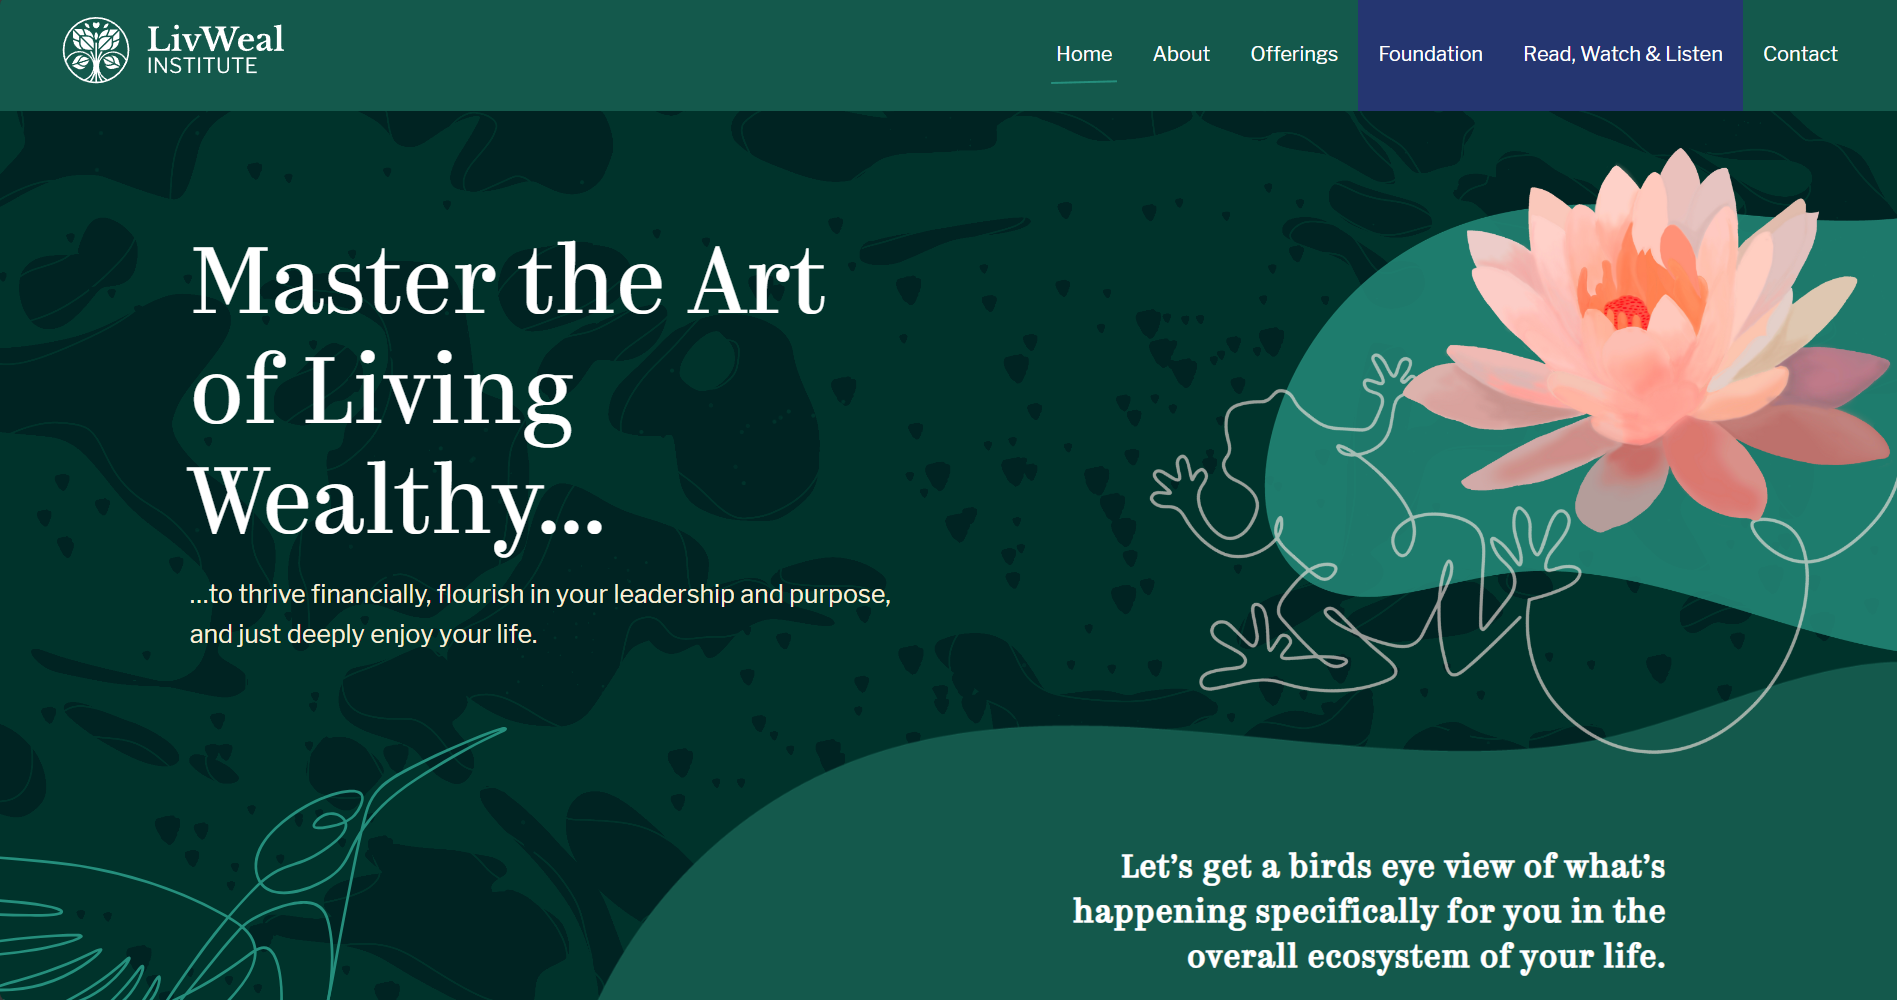 LivWeal
INSTITUTE
Home About Offerings Foundation Read, Watch & Listen Contact
Master the Art
of Living
Wealthy...
...to thrive financially, flourish in your leadership and purpose,
and just deeply enjoy your life.
Let’s get a birds eye view of what’s
happening specifically for you in the
overall ecosystem of your life.